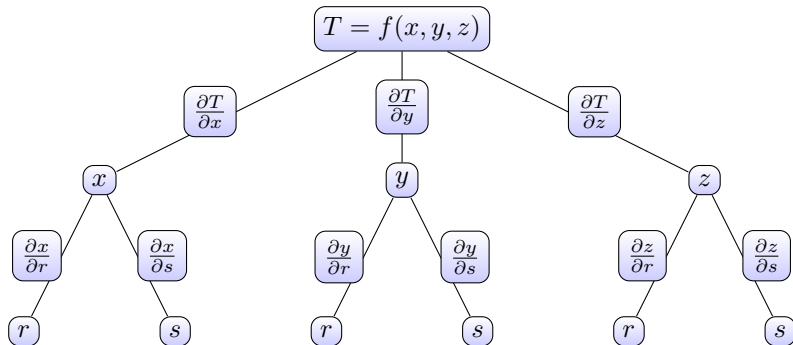 T = f(x, y, z)
∂T/∂x ∂T/∂y ∂T/∂z
x y z
∂x/∂r ∂x/∂s ∂y/∂r ∂y/∂s ∂z/∂r ∂z/∂s
r s r s r s